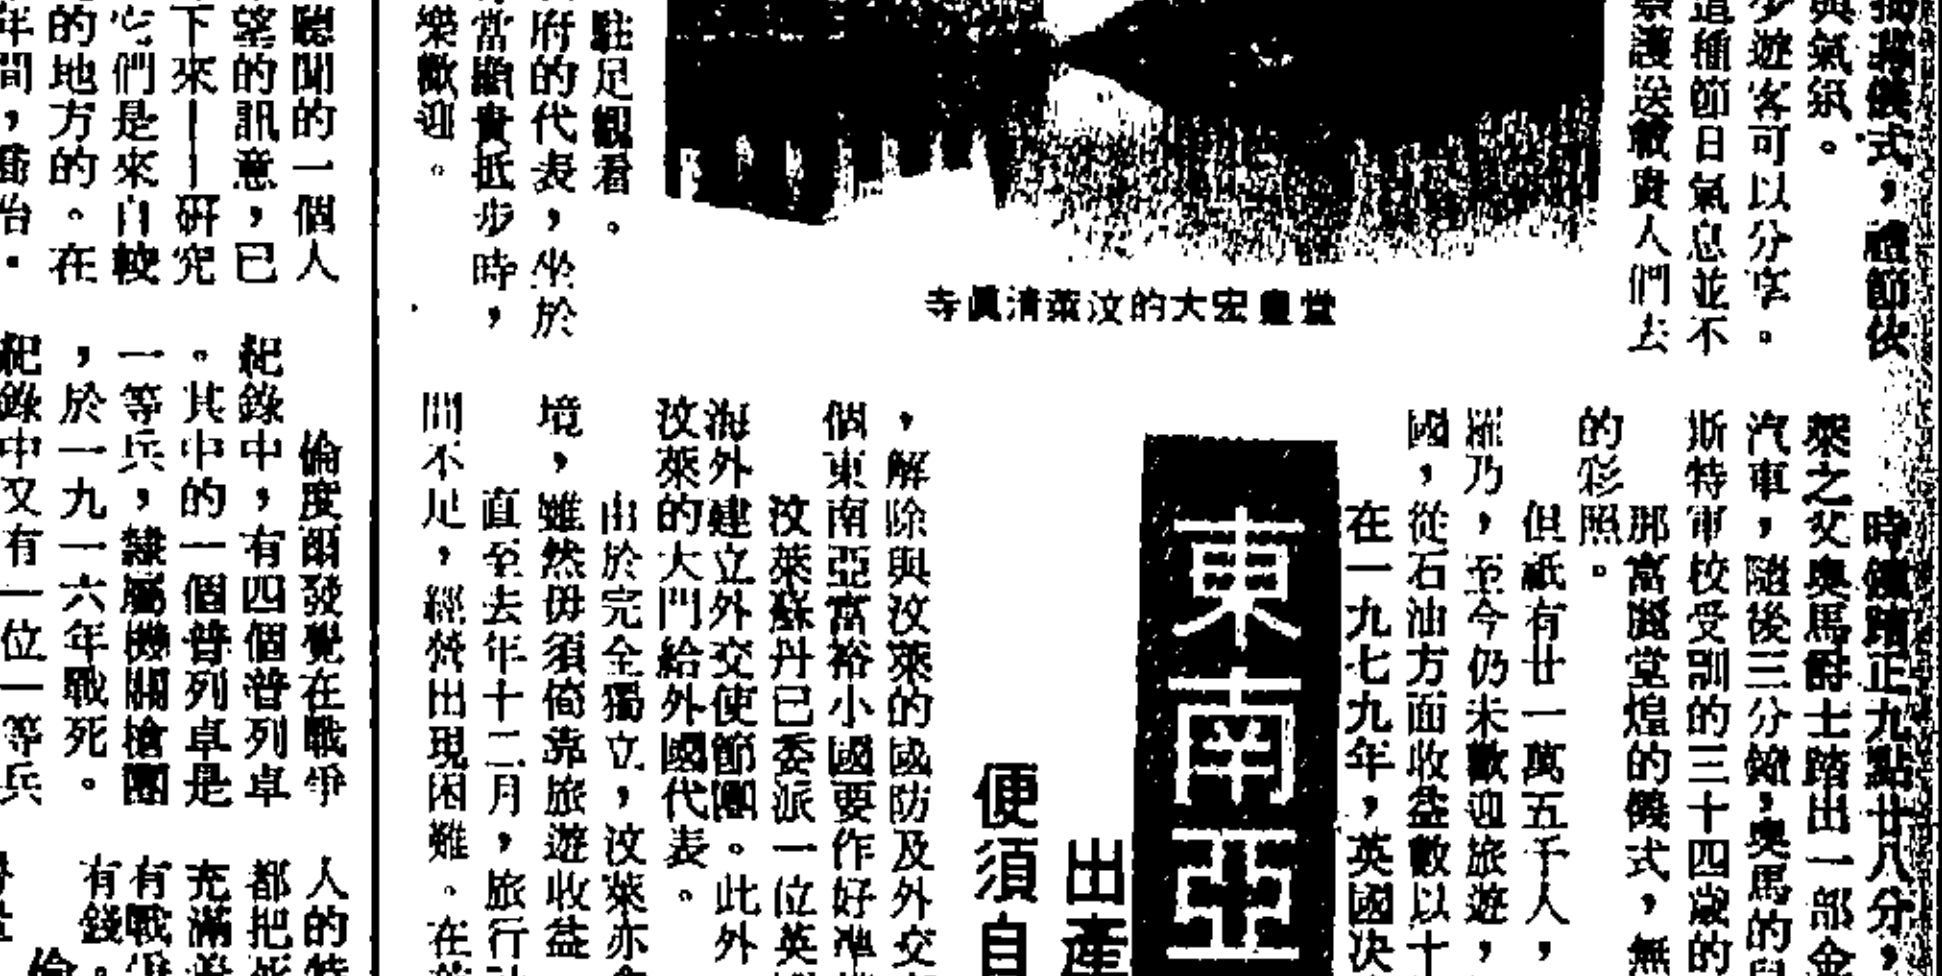 儀式，禮節
與氣氛。
遊客可以分享。
這種節日氣息並不
護送載貴人們去
堂皇宏大的汶萊清眞寺
駐足觀看。
府的代表，坐於
當顯貴抵步時，
樂歡迎。
時鐘踏正九點廿八分，
萊之父奧馬爵士踏出一部金
汽車，隨後三分鐘，奧馬的
斯特軍校受訓的三十四歲的
那富麗堂煌的儀式，無
的彩照。
但祇有廿一萬五千人，
羅乃，至今仍未歡迎旅遊，
國，從石油方面收益數以十
在一九七九年，英國决
東南亞
出產
便須自
，解除與汶萊的國防及外交
個東南亞富裕小國要作好準
汶萊蘇丹已委派一位英
海外建立外交使節團。此外
汶萊的大門給外國代表。
由於完全獨立，汶萊亦
境，雖然毋須倚靠旅遊收益
直至去年十二月，旅行
間不足，經營出現困難。在
聽聞的一個人
望的訊意，已
下來——研究
它們是來自較
的地方的。在
年間，
倫度爾發覺在戰爭
紀錄中，有四個普列卓
。其中的一個普列卓是
一等兵，隸屬機關槍團
，於一九一六年戰死。
紀錄中又有一位一等兵
人的特
都把死
充滿
有戰爭
有錢。
倫